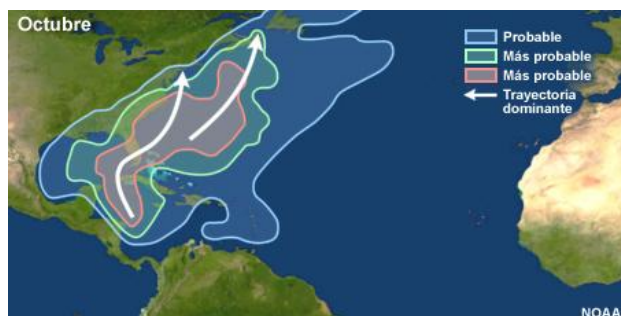 Octubre
Probable
Más probable
Más probable
Trayectoria
dominante
NOAA